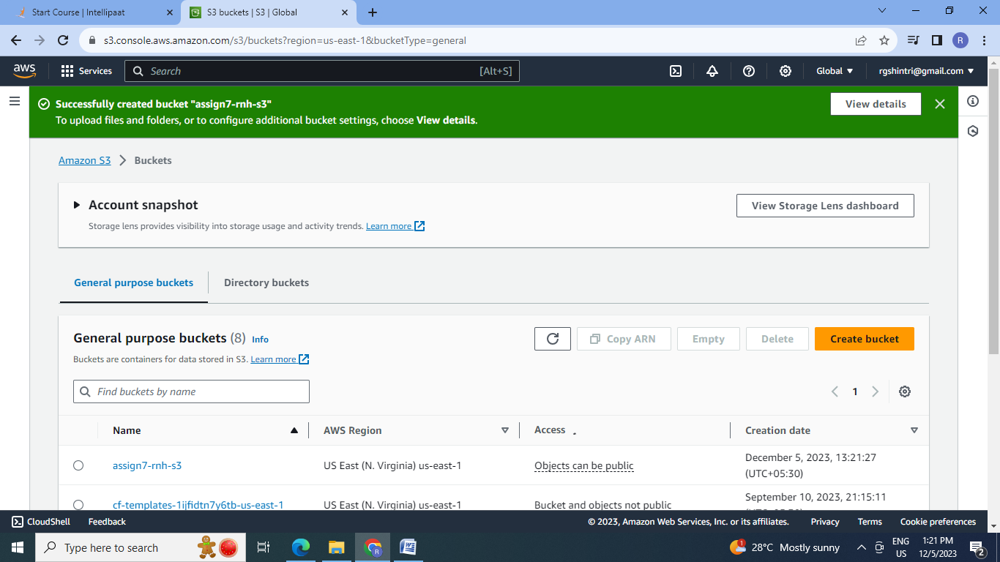 Start Course | Intellipaat
S3 buckets | S3 | Global
s3.console.aws.amazon.com/s3/buckets?region=us-east-1&bucketType=general
R
aws
Services
Search
[Alt+S]
Global
rgshintri@gmail.com
Successfully created bucket "assign7-rnh-s3"
To upload files and folders, or to configure additional bucket settings, choose View details.
View details
Amazon S3
Buckets
Account snapshot
View Storage Lens dashboard
Storage lens provides visibility into storage usage and activity trends. Learn more
General purpose buckets
Directory buckets
General purpose buckets (8) Info
Copy ARN
Empty
Delete
Create bucket
Buckets are containers for data stored in S3. Learn more
Find buckets by name
1
Name
AWS Region
Access
Creation date
assign7-rnh-s3
US East (N. Virginia) us-east-1
Objects can be public
December 5, 2023, 13:21:27
(UTC+05:30)
cf-templates-1ijfidtn7y6tb-us-east-1
US East (N. Virginia) us-east-1
Bucket and objects not public
September 10, 2023, 21:15:11
CloudShell
Feedback
© 2023, Amazon Web Services, Inc. or its affiliates.
Privacy
Terms
Cookie preferences
Type here to search
R
W
1
28°C Mostly sunny
ENG
US
1:21 PM
12/5/2023
2